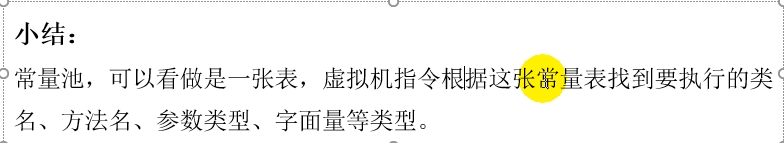 小结：
常量池，可以看做是一张表，虚拟机指令根据这张常量表找到要执行的类
名、方法名、参数类型、字面量等类型。